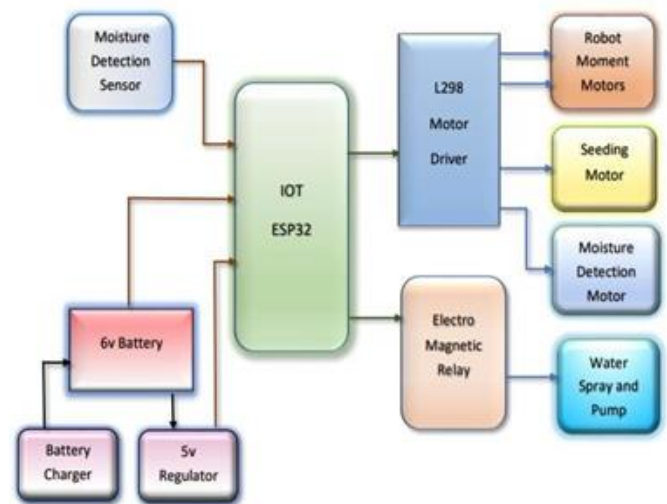 Moisture
Detection
Sensor
IOT
ESP32
6v Battery
Battery
Charger
5v
Regulator
L298
Motor
Driver
Electro
Magnetic
Relay
Robot
Moment
Motors
Seeding
Motor
Moisture
Detection
Motor
Water
Spray and
Pump